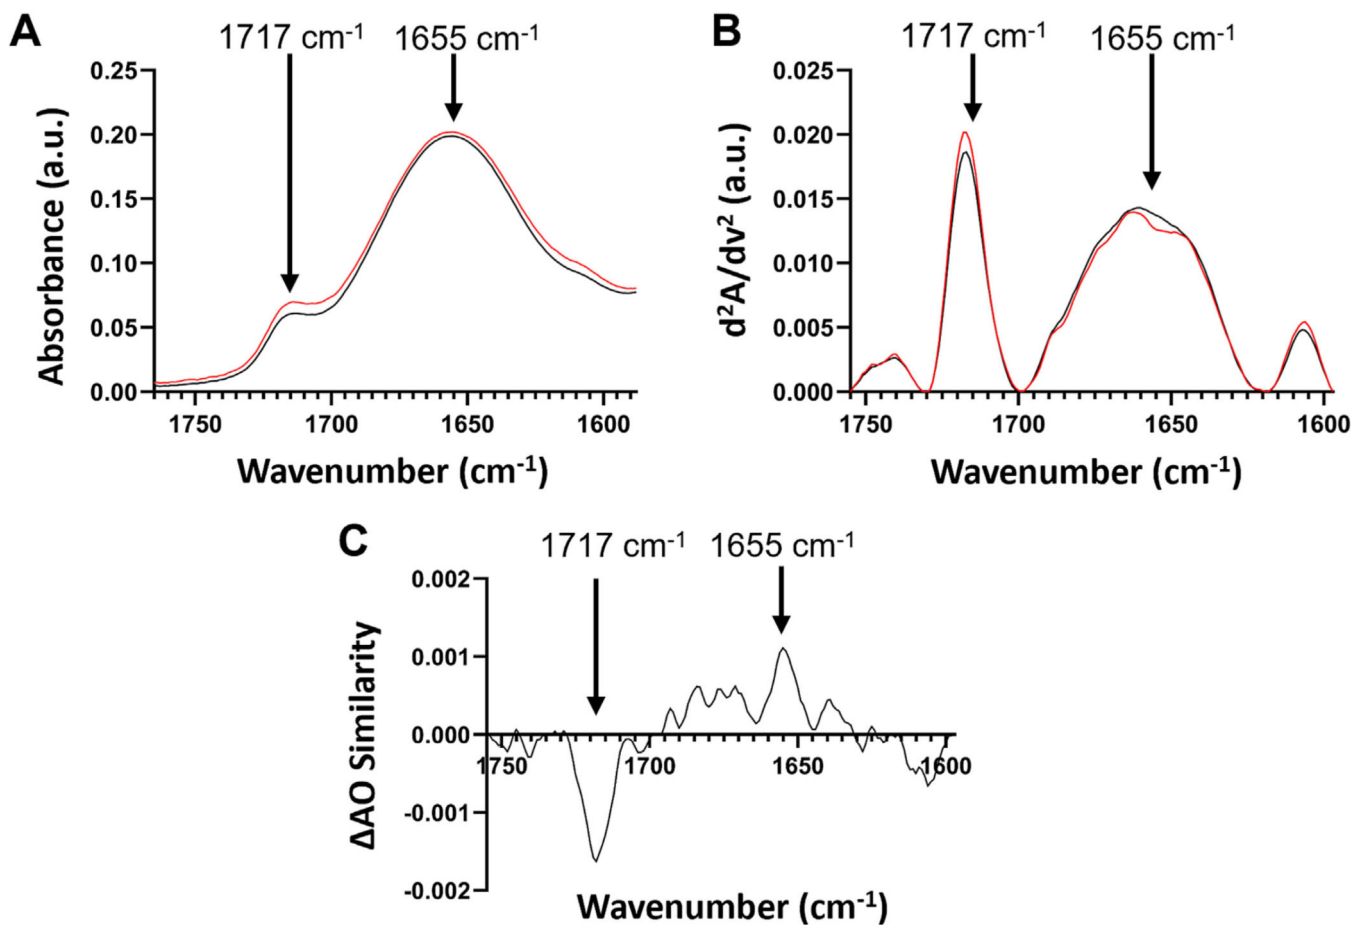 A
1717 cm⁻¹ 1655 cm⁻¹
Absorbance (a.u.)
0.25
0.20
0.15
0.10
0.05
0.00
1750 1700 1650 1600
Wavenumber (cm⁻¹)
B
1717 cm⁻¹ 1655 cm⁻¹
d²A/dv² (a.u.)
0.025
0.020
0.015
0.010
0.005
0.000
1750 1700 1650 1600
Wavenumber (cm⁻¹)
C
1717 cm⁻¹ 1655 cm⁻¹
ΔAO Similarity
0.002
0.001
0.000
-0.001
-0.002
1750 1700 1650 1600
Wavenumber (cm⁻¹)